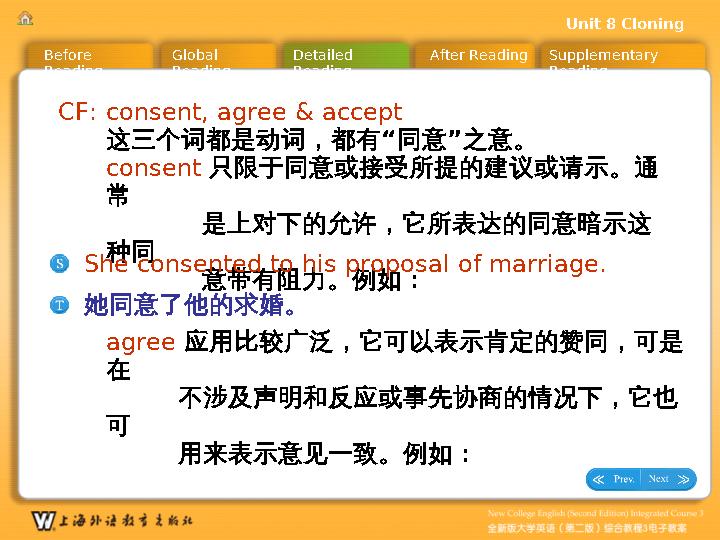 Unit 8 Cloning
Before Reading
Global Reading
Detailed Reading
After Reading
Supplementary Reading
CF: consent, agree & accept
这三个词都是动词，都有“同意”之意。
consent 只限于同意或接受所提的建议或请示。通
常
是上对下的允许，它所表达的同意暗示这
种同
意带有阻力。例如：
S She consented to his proposal of marriage.
T 她同意了他的求婚。
agree 应用比较广泛，它可以表示肯定的赞同，可是
在
不涉及声明和反应或事先协商的情况下，它也
可
用来表示意见一致。例如：
Prev. Next
W 上海外语教育出版社
New College English (Second Edition) Integrated Course 3
全新版大学英语（第二版）综合教程3电子教案